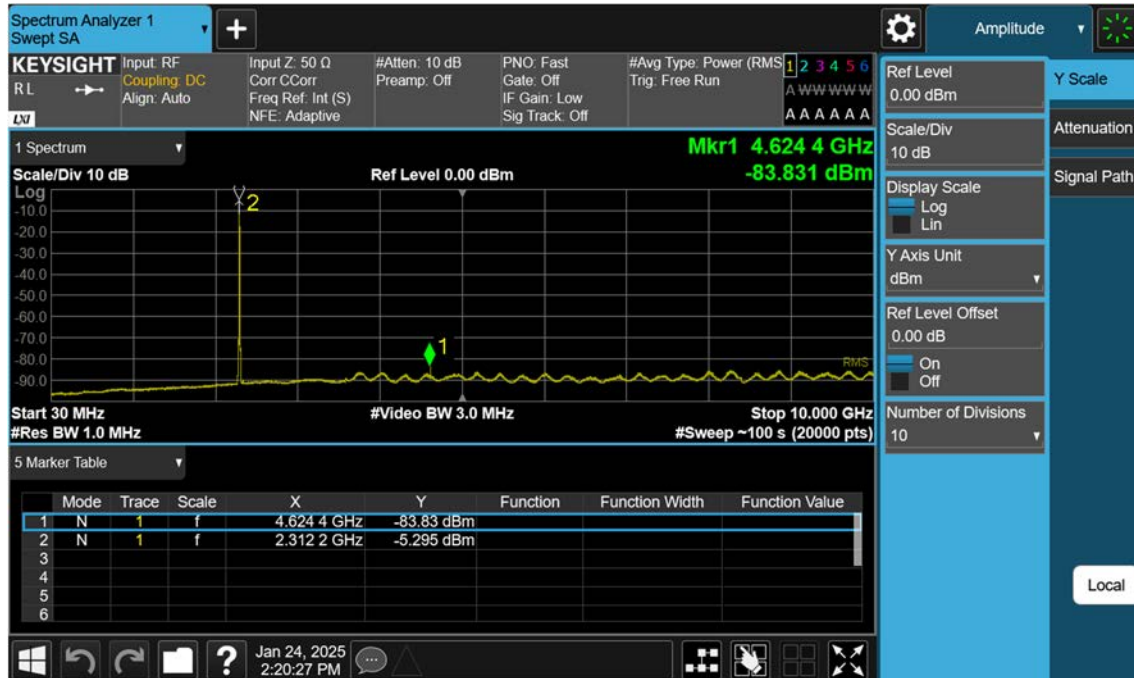 Spectrum Analyzer 1
Swept SA
Amplitude
KEYSIGHT
R L
LXI
Input: RF
Coupling: DC
Align: Auto
Input Z: 50 Ω
Corr CCorr
Freq Ref: Int (S)
NFE: Adaptive
#Atten: 10 dB
Preamp: Off
PNO: Fast
Gate: Off
IF Gain: Low
Sig Track: Off
#Avg Type: Power (RMS
Trig: Free Run
1 2 3 4 5 6
A W W W W W
A A A A A A
1 Spectrum
Mkr1 4.624 4 GHz
-83.831 dBm
Scale/Div 10 dB
Ref Level 0.00 dBm
Log
-10.0
-20.0
-30.0
-40.0
-50.0
-60.0
-70.0
-80.0
-90.0
2
1
RMS
Start 30 MHz
#Video BW 3.0 MHz
Stop 10.000 GHz
#Res BW 1.0 MHz
#Sweep ~100 s (20000 pts)
5 Marker Table
Mode Trace Scale X Y Function Function Width Function Value
1 N 1 f 4.624 4 GHz -83.83 dBm
2 N 1 f 2.312 2 GHz -5.295 dBm
3
4
5
6
Jan 24, 2025
2:20:27 PM
Ref Level
0.00 dBm
Scale/Div
10 dB
Display Scale
Log
Lin
Y Axis Unit
dBm
Ref Level Offset
0.00 dB
On
Off
Number of Divisions
10
Y Scale
Attenuation
Signal Path
Local